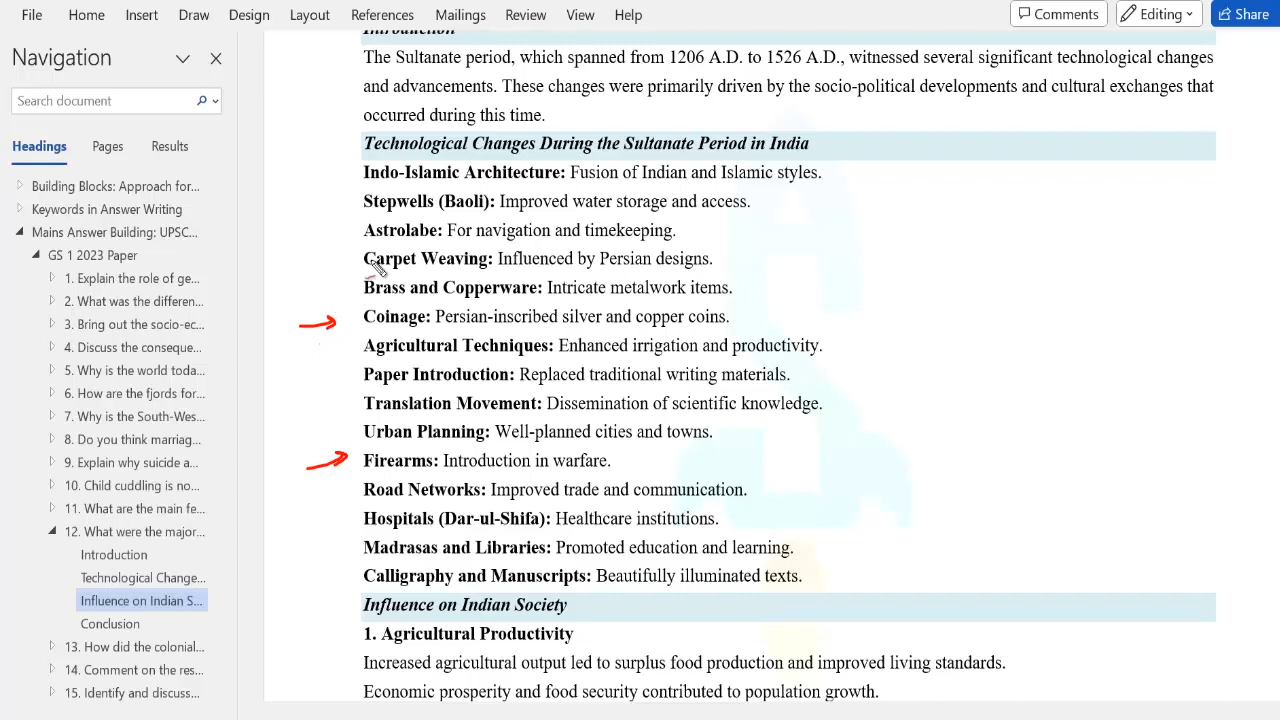 File Home Insert Draw Design Layout References Mailings Review View Help Comments Editing Share
Navigation
Search document
Headings Pages Results
Building Blocks: Approach for...
Keywords in Answer Writing
Mains Answer Building: UPSC...
GS 1 2023 Paper
1. Explain the role of ge...
2. What was the differen...
3. Bring out the socio-ec...
4. Discuss the conseque...
5. Why is the world toda...
6. How are the fjords for...
7. Why is the South-Wes...
8. Do you think marriag...
9. Explain why suicide a...
10. Child cuddling is no...
11. What are the main fe...
12. What were the major...
Introduction
Technological Change...
Influence on Indian S...
Conclusion
13. How did the colonial...
14. Comment on the res...
15. Identify and discuss...
Introduction
The Sultanate period, which spanned from 1206 A.D. to 1526 A.D., witnessed several significant technological changes
and advancements. These changes were primarily driven by the socio-political developments and cultural exchanges that
occurred during this time.
Technological Changes During the Sultanate Period in India
Indo-Islamic Architecture: Fusion of Indian and Islamic styles.
Stepwells (Baoli): Improved water storage and access.
Astrolabe: For navigation and timekeeping.
Carpet Weaving: Influenced by Persian designs.
Brass and Copperware: Intricate metalwork items.
Coinage: Persian-inscribed silver and copper coins.
Agricultural Techniques: Enhanced irrigation and productivity.
Paper Introduction: Replaced traditional writing materials.
Translation Movement: Dissemination of scientific knowledge.
Urban Planning: Well-planned cities and towns.
Firearms: Introduction in warfare.
Road Networks: Improved trade and communication.
Hospitals (Dar-ul-Shifa): Healthcare institutions.
Madrasas and Libraries: Promoted education and learning.
Calligraphy and Manuscripts: Beautifully illuminated texts.
Influence on Indian Society
1. Agricultural Productivity
Increased agricultural output led to surplus food production and improved living standards.
Economic prosperity and food security contributed to population growth.